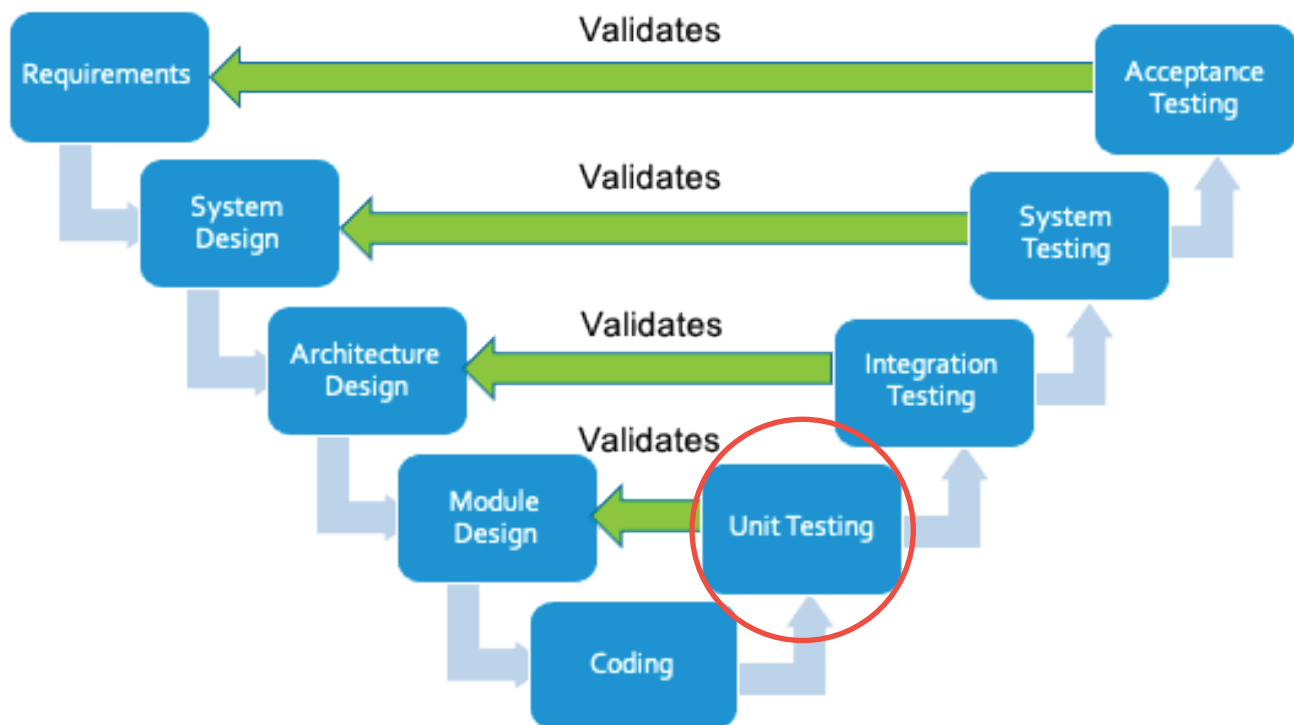 Validates
Requirements
Acceptance
Testing
Validates
System
Design
System
Testing
Validates
Architecture
Design
Integration
Testing
Validates
Module
Design
Unit Testing
Coding